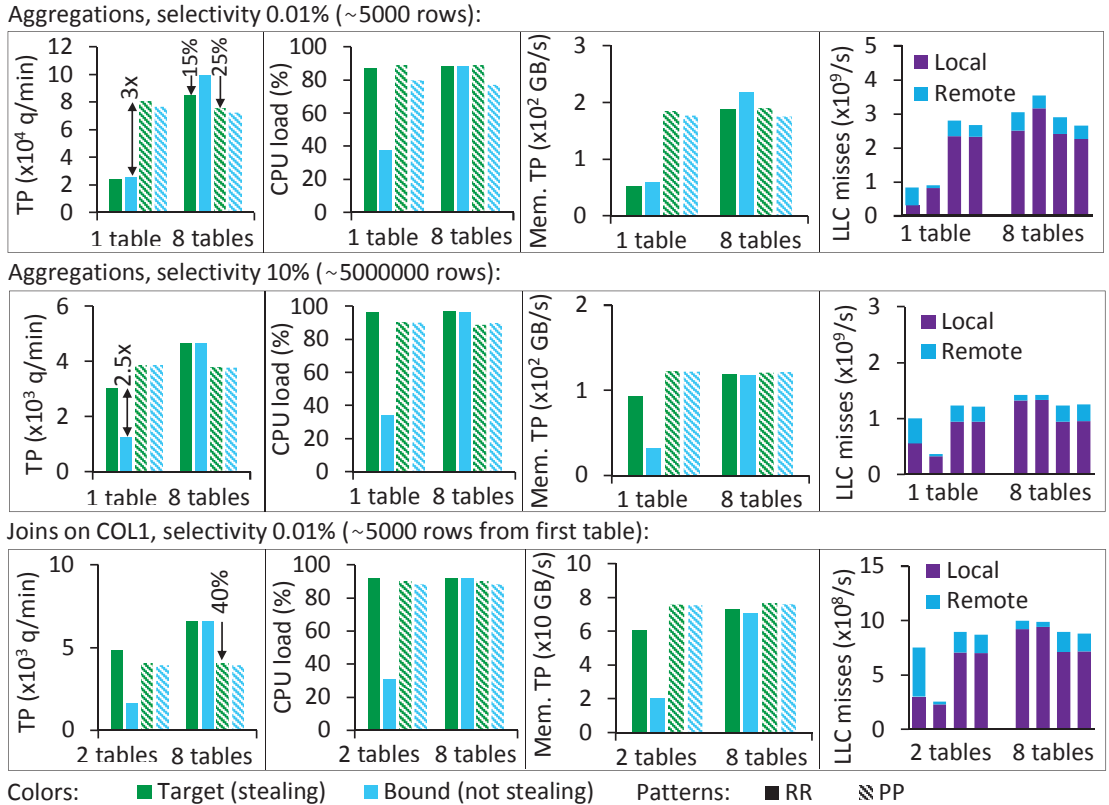 Aggregations, selectivity 0.01% (~5000 rows):
TP (x10⁴ q/min)
12
10
8
6
4
2
0
3x
15%
25%
1 table 8 tables
CPU load (%)
100
80
60
40
20
0
1 table 8 tables
Mem. TP (x10² GB/s)
3
2
1
0
1 table 8 tables
LLC misses (x10⁹/s)
5
4
3
2
1
0
Local
Remote
1 table 8 tables
Aggregations, selectivity 10% (~5000000 rows):
TP (x10³ q/min)
6
4
2
0
2.5x
1 table 8 tables
CPU load (%)
100
80
60
40
20
0
1 table 8 tables
Mem. TP (x10² GB/s)
2
1
0
1 table 8 tables
LLC misses (x10⁹/s)
3
2
1
0
Local
Remote
1 table 8 tables
Joins on COL1, selectivity 0.01% (~5000 rows from first table):
TP (x10³ q/min)
10
5
0
40%
2 tables 8 tables
CPU load (%)
100
80
60
40
20
0
2 tables 8 tables
Mem. TP (x10 GB/s)
10
8
6
4
2
0
2 tables 8 tables
LLC misses (x10⁸/s)
15
10
5
0
Local
Remote
2 tables 8 tables
Colors: Target (stealing) Bound (not stealing) Patterns: RR PP